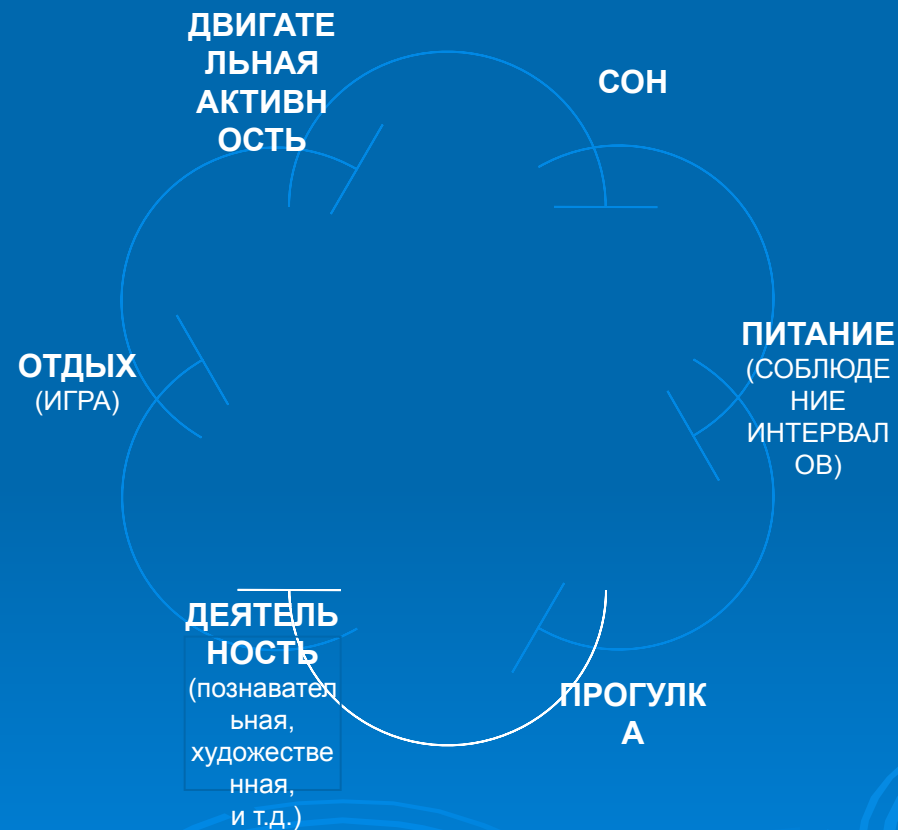 ДВИГАТЕ
ЛЬНАЯ
АКТИВН
ОСТЬ
СОН
ПИТАНИЕ
(СОБЛЮДЕ
НИЕ
ИНТЕРВАЛ
ОВ)
ОТДЫХ
(ИГРА)
ДЕЯТЕЛЬ
НОСТЬ
(познавател
ьная,
художестве
нная,
и т.д.)
ПРОГУЛК
А